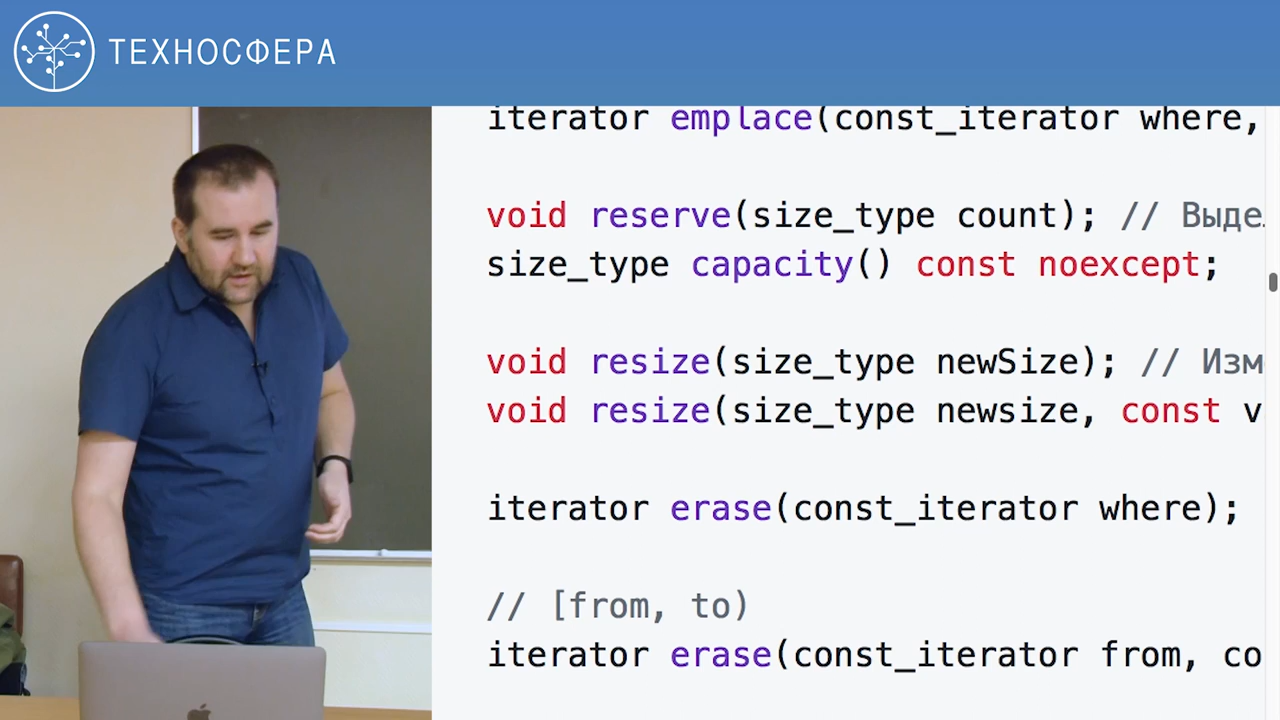 ТЕХНОСФЕРА
iterator emplace(const_iterator where,
void reserve(size_type count); // Выде
size_type capacity() const noexcept;
void resize(size_type newSize); // Изм
void resize(size_type newsize, const v
iterator erase(const_iterator where);
// [from, to)
iterator erase(const_iterator from, co